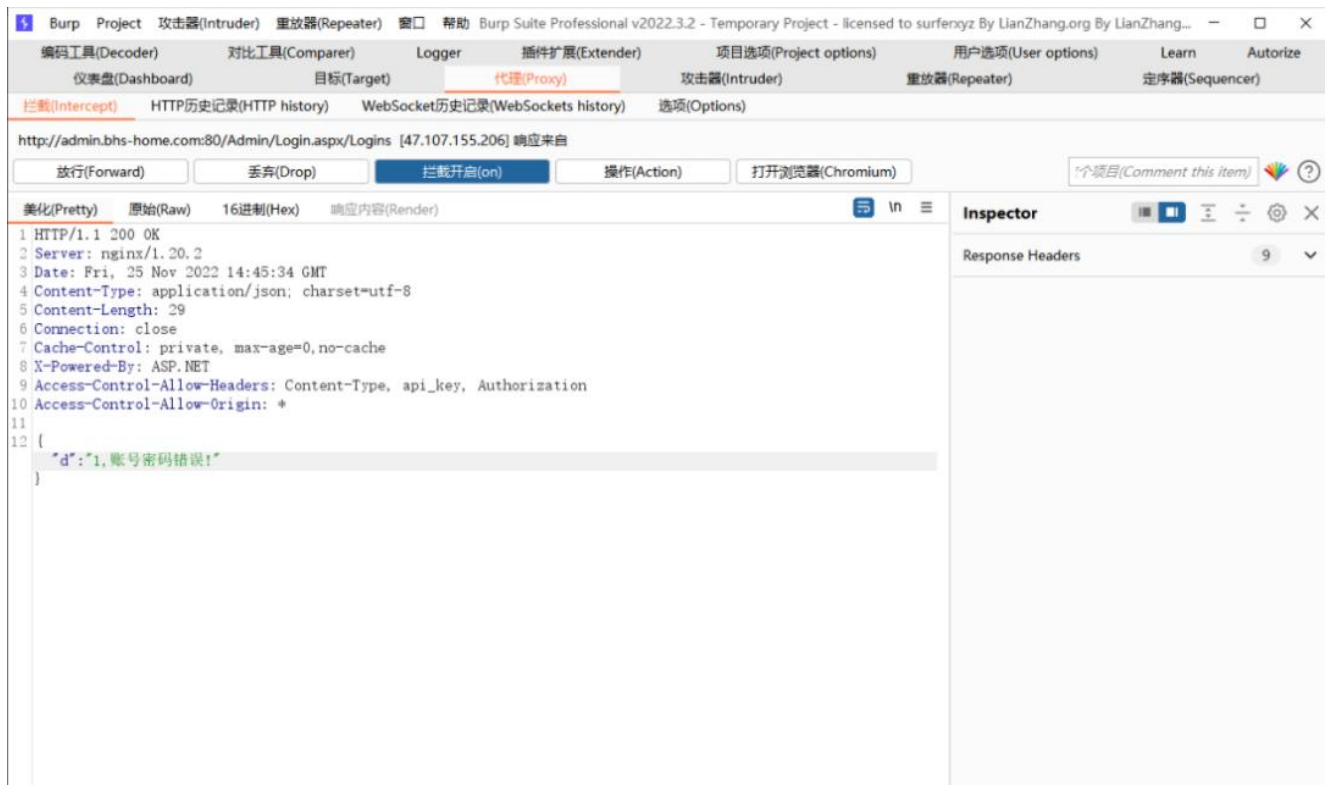 Burp Project 攻击器(Intruder) 重放器(Repeater) 窗口 帮助 Burp Suite Professional v2022.3.2 - Temporary Project - licensed to surferxyz By LianZhang.org By LianZhang...
编码工具(Decoder) 对比工具(Comparer) Logger 插件扩展(Extender) 项目选项(Project options) 用户选项(User options) Learn Autorize
仪表盘(Dashboard) 目标(Target) 代理(Proxy) 攻击器(Intruder) 重放器(Repeater) 定序器(Sequencer)
拦截(Intercept) HTTP历史记录(HTTP history) WebSocket历史记录(WebSockets history) 选项(Options)
http://admin.bhs-home.com:80/Admin/Login.aspx/Logins [47.107.155.206] 响应来自
放行(Forward) 丢弃(Drop) 拦截开启(on) 操作(Action) 打开浏览器(Chromium) 个项目(Comment this item) ?
美化(Pretty) 原始(Raw) 16进制(Hex) 响应内容(Render) \n Inspector
1 HTTP/1.1 200 OK
2 Server: nginx/1.20.2
Response Headers 9
3 Date: Fri, 25 Nov 2022 14:45:34 GMT
4 Content-Type: application/json; charset=utf-8
5 Content-Length: 29
6 Connection: close
7 Cache-Control: private, max-age=0,no-cache
8 X-Powered-By: ASP.NET
9 Access-Control-Allow-Headers: Content-Type, api_key, Authorization
10 Access-Control-Allow-Origin: *
11
12 {
"d":"1,账号密码错误!"
}